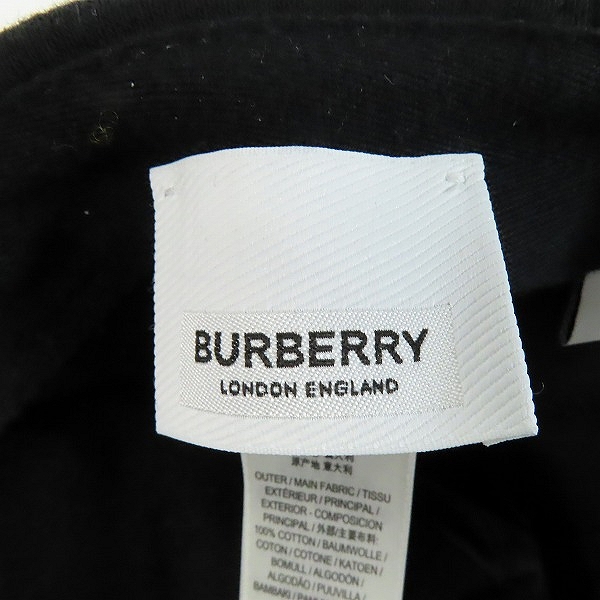 BURBERRY
LONDON ENGLAND
原产地 意大利
OUTER / MAIN FABRIC / TISSU
EXTÉRIEUR / PRINCIPAL /
EXTERIOR - COMPOSICION
PRINCIPAL / 外部/主要布料:
100% COTTON / BAUMWOLLE /
COTON / COTONE / KATOEN /
BOMULL / ALGODÓN /
ALGODÃO / PUUVILLA /
BAMBAKI /